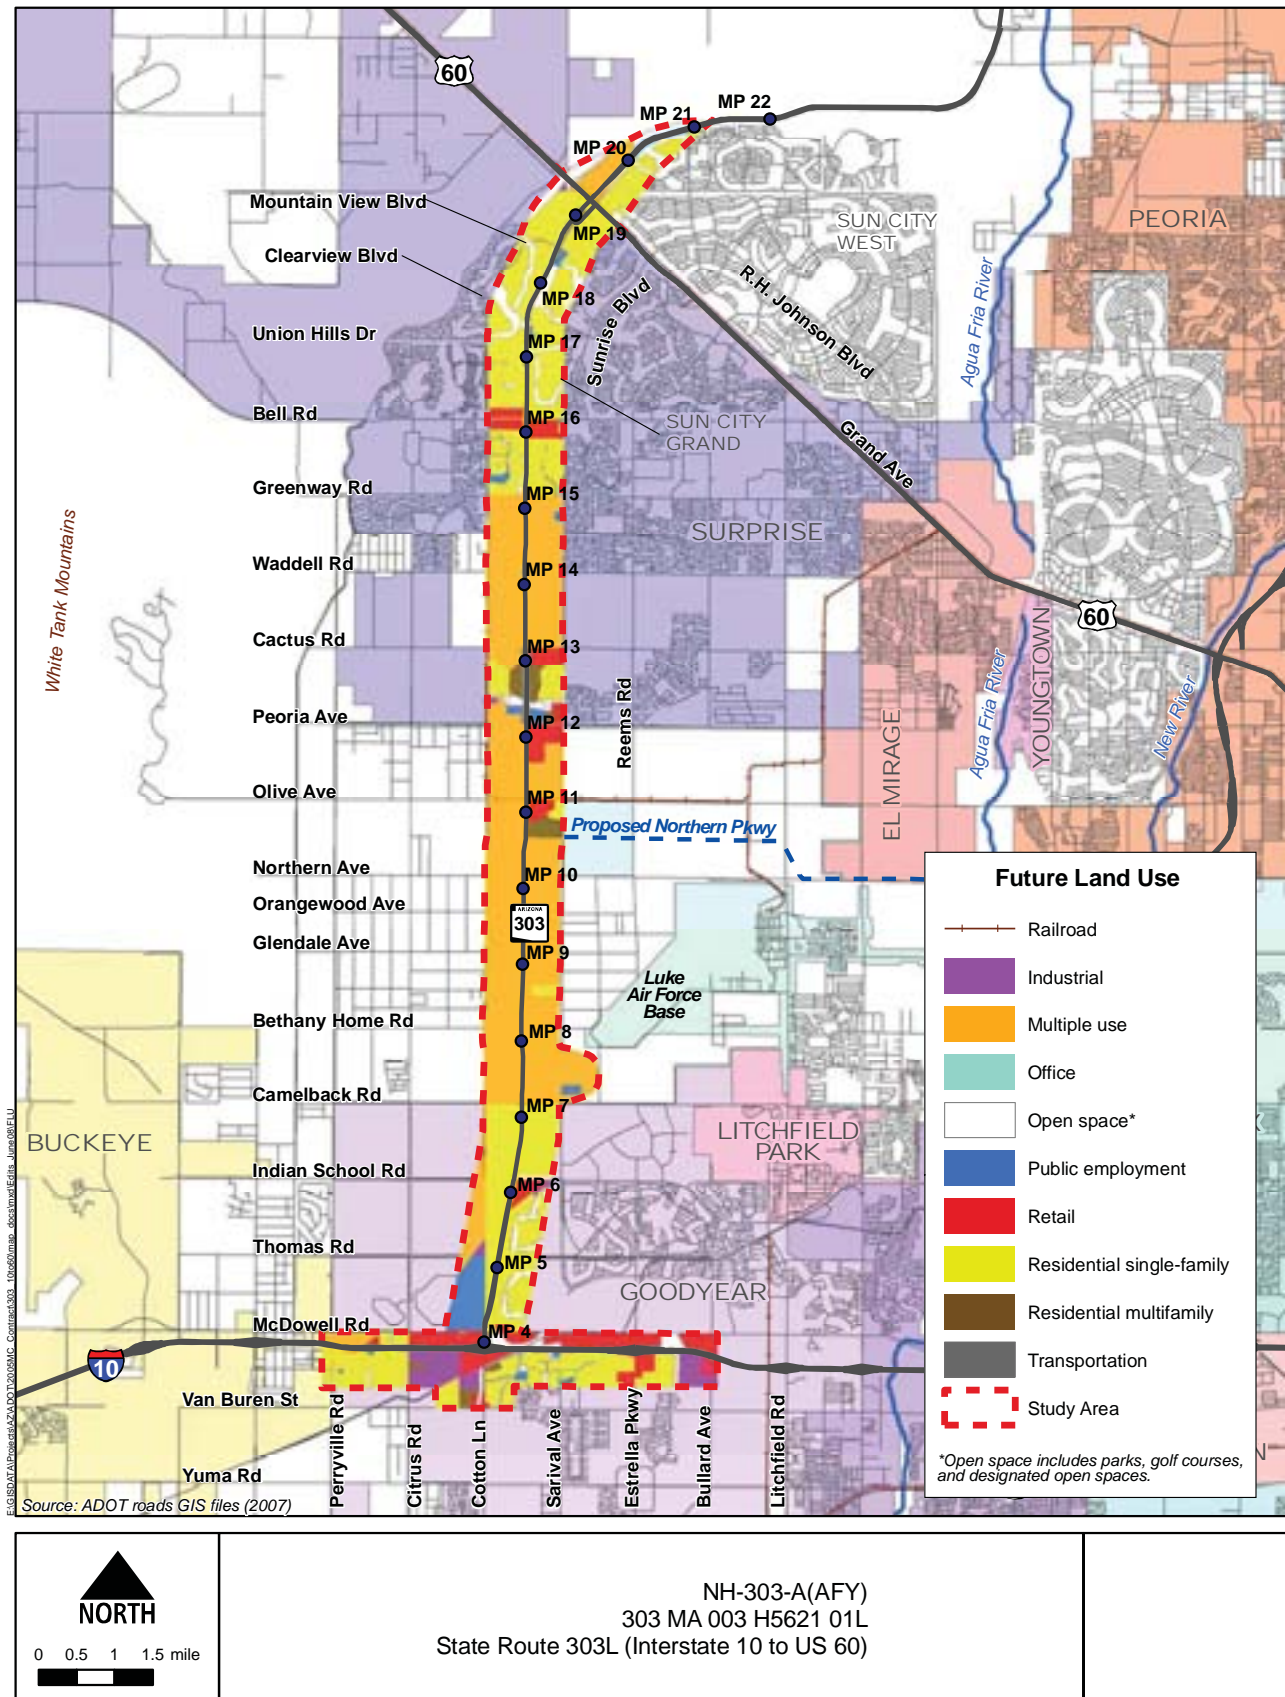 60
MP 21
MP 22
MP 20
Mountain View Blvd
MP 19
SUN CITY
WEST
PEORIA
Clearview Blvd
R.H. Johnson Blvd
Agua Fria River
MP 18
Sunrise Blvd
Union Hills Dr
MP 17
Bell Rd
MP 16
SUN CITY
GRAND
Grand Ave
Greenway Rd
MP 15
SURPRISE
White Tank Mountains
Waddell Rd
MP 14
60
Cactus Rd
MP 13
YOUNGTOWN
Agua Fria River
New River
Reems Rd
Peoria Ave
MP 12
EL MIRAGE
Olive Ave
MP 11
Proposed Northern Pkwy
Northern Ave
MP 10
Orangewood Ave
ARIZONA
303
Glendale Ave
MP 9
Luke
Air Force
Base
Bethany Home Rd
MP 8
Camelback Rd
MP 7
BUCKEYE
LITCHFIELD
PARK
Indian School Rd
MP 6
Thomas Rd
MP 5
GOODYEAR
McDowell Rd
MP 4
10
Van Buren St
Perryville Rd
Citrus Rd
Cotton Ln
Sarival Ave
Estrella Pkwy
Bullard Ave
Litchfield Rd
Yuma Rd
Source: ADOT roads GIS files (2007)
Future Land Use
Railroad
Industrial
Multiple use
Office
Open space*
Public employment
Retail
Residential single-family
Residential multifamily
Transportation
Study Area
*Open space includes parks, golf courses,
and designated open spaces.
NORTH
0 0.5 1 1.5 mile
NH-303-A(AFY)
303 MA 003 H5621 01L
State Route 303L (Interstate 10 to US 60)